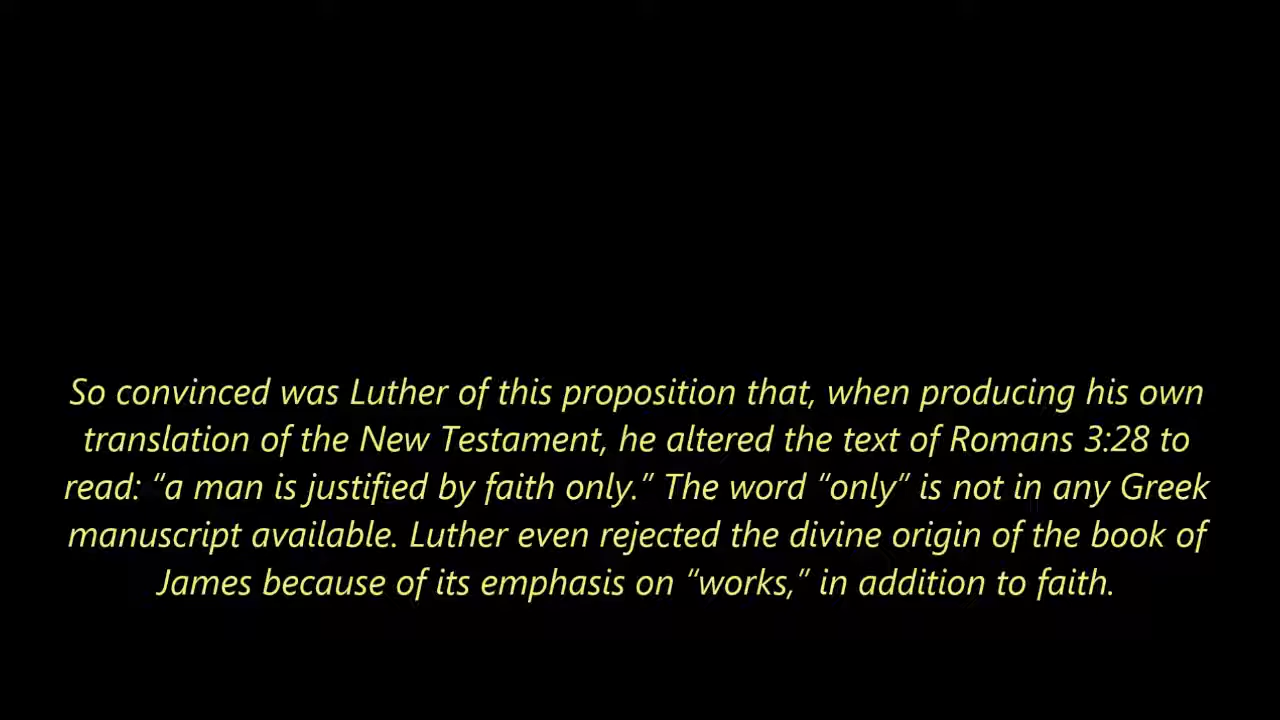 So convinced was Luther of this proposition that, when producing his own
translation of the New Testament, he altered the text of Romans 3:28 to
read: “a man is justified by faith only.” The word “only” is not in any Greek
manuscript available. Luther even rejected the divine origin of the book of
James because of its emphasis on “works,” in addition to faith.